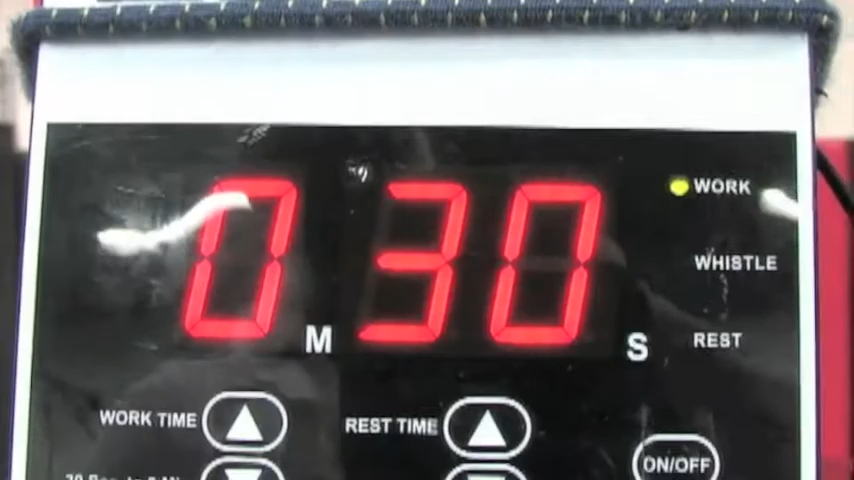 0 M 30 S
WORK
WHISTLE
REST
WORK TIME
REST TIME
ON/OFF